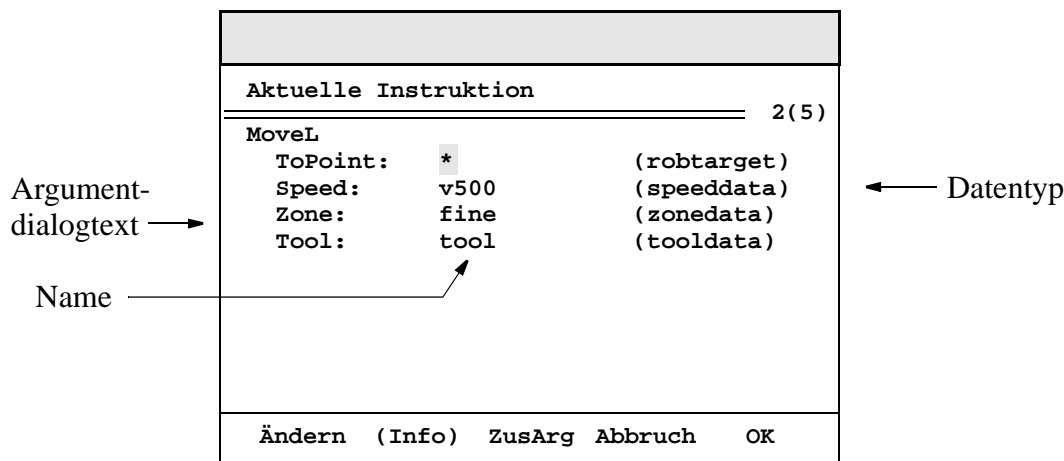 Aktuelle Instruktion
2(5)
MoveL
ToPoint: * (robtarget)
Speed: v500 (speeddata)
Zone: fine (zonedata)
Tool: tool (tooldata)
Argument-
dialogtext
Name
Datentyp
Ändern (Info) ZusArg Abbruch OK